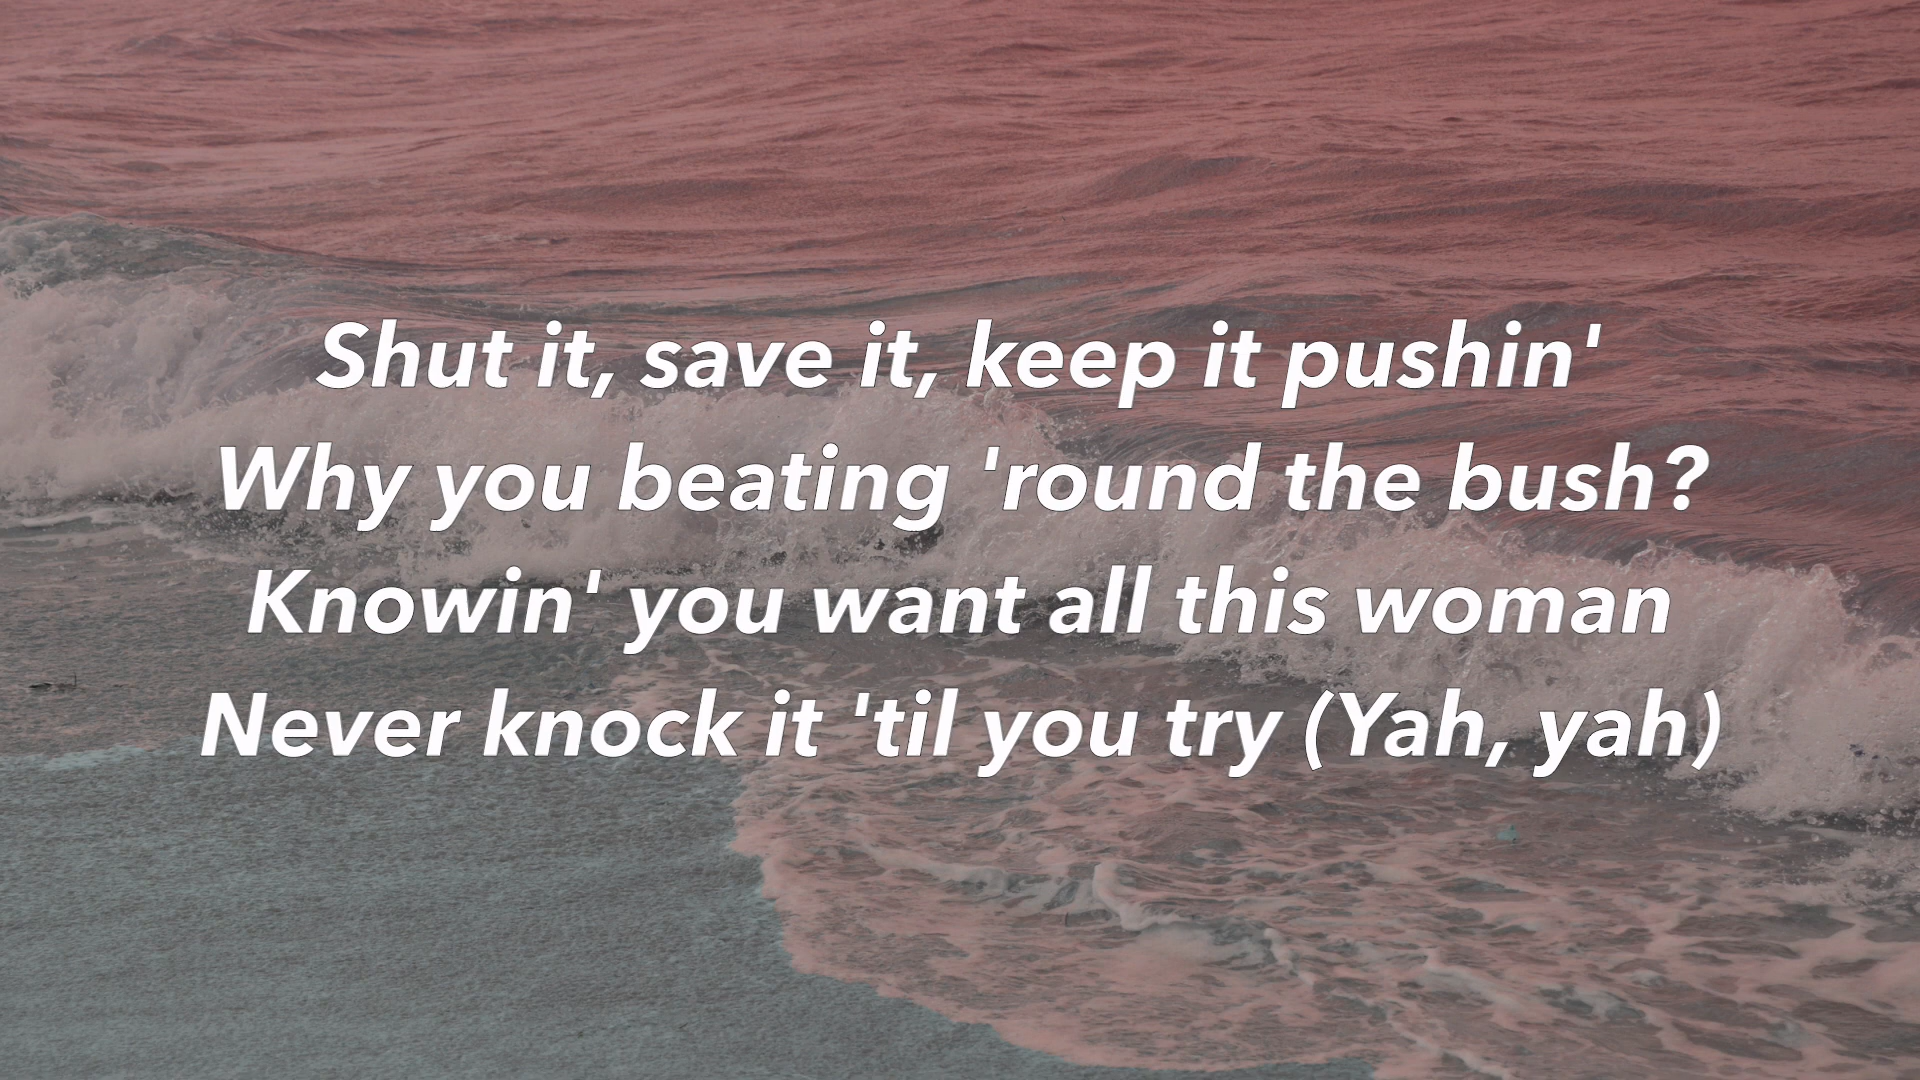 Shut it, save it, keep it pushin'
Why you beating 'round the bush?
Knowin' you want all this woman
Never knock it 'til you try (Yah, yah)